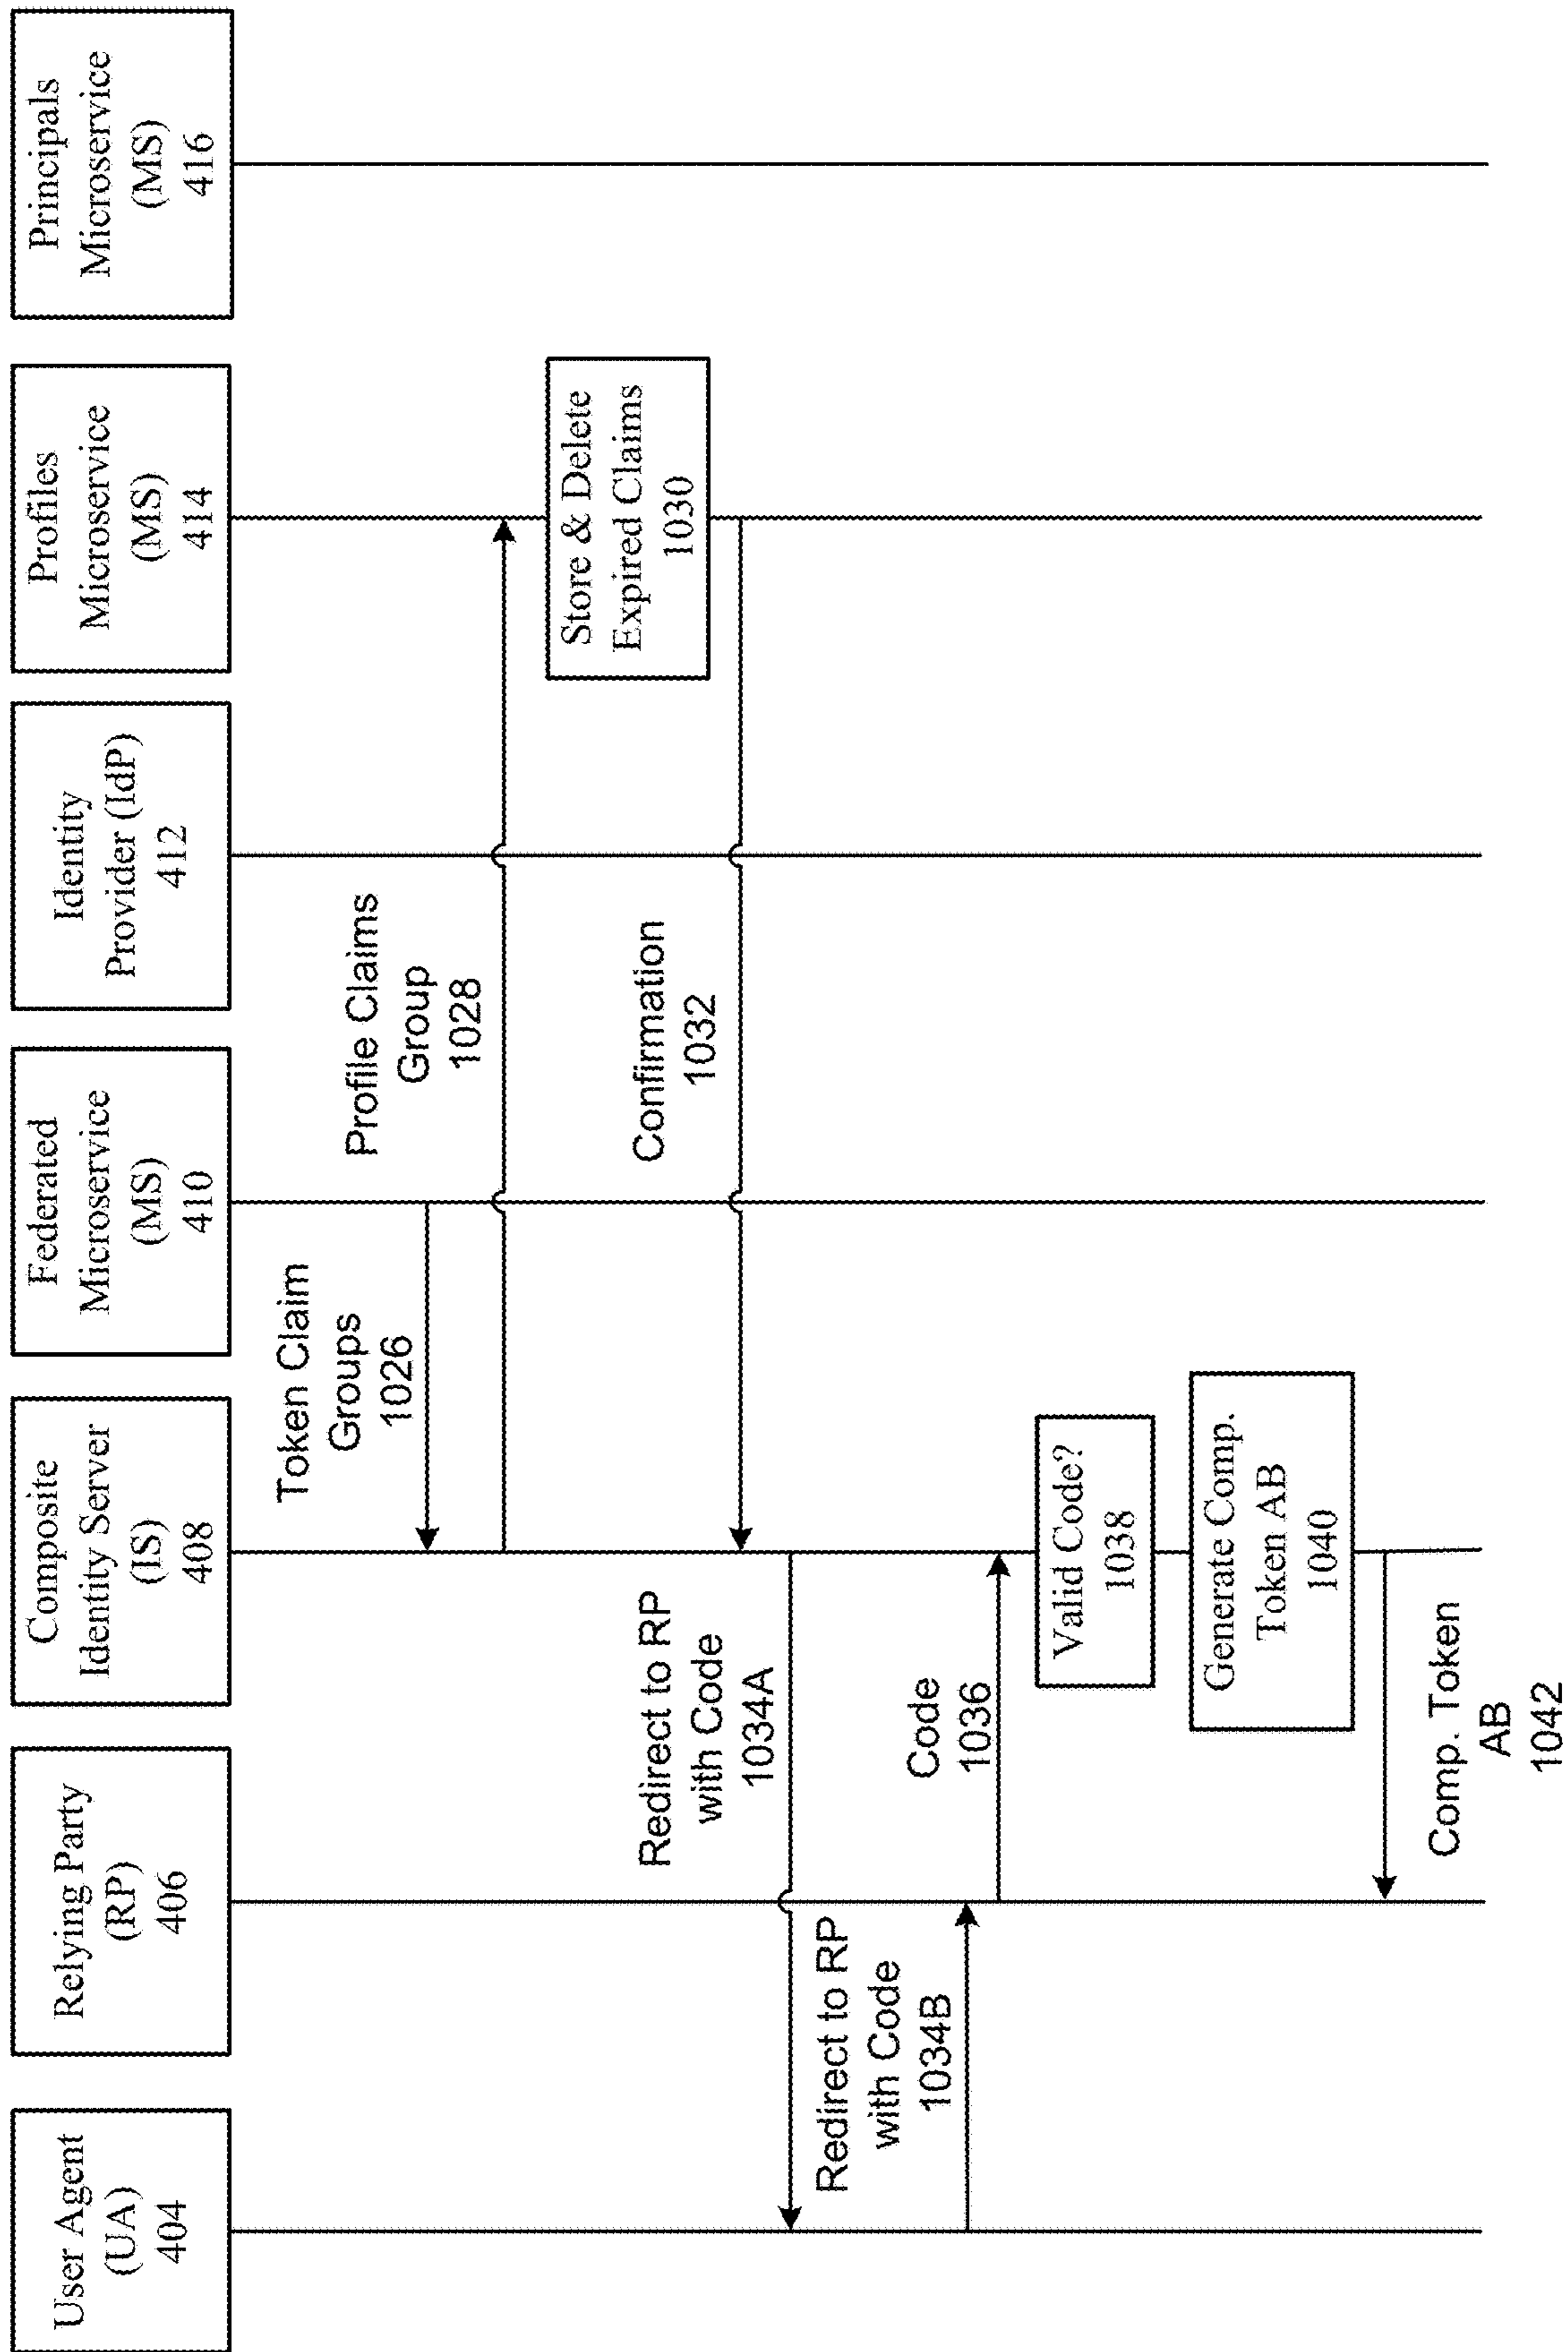 User Agent
(UA)
404
Relying Party
(RP)
406
Composite
Identity Server
(IS)
408
Federated
Microservice
(MS)
410
Identity
Provider (IdP)
412
Profiles
Microservice
(MS)
414
Principals
Microservice
(MS)
416
Token Claim
Groups
1026
Profile Claims
Group
1028
Store & Delete
Expired Claims
1030
Confirmation
1032
Redirect to RP
with Code
1034A
Redirect to RP
with Code
1034B
Code
1036
Valid Code?
1038
Generate Comp.
Token AB
1040
Comp. Token
AB
1042